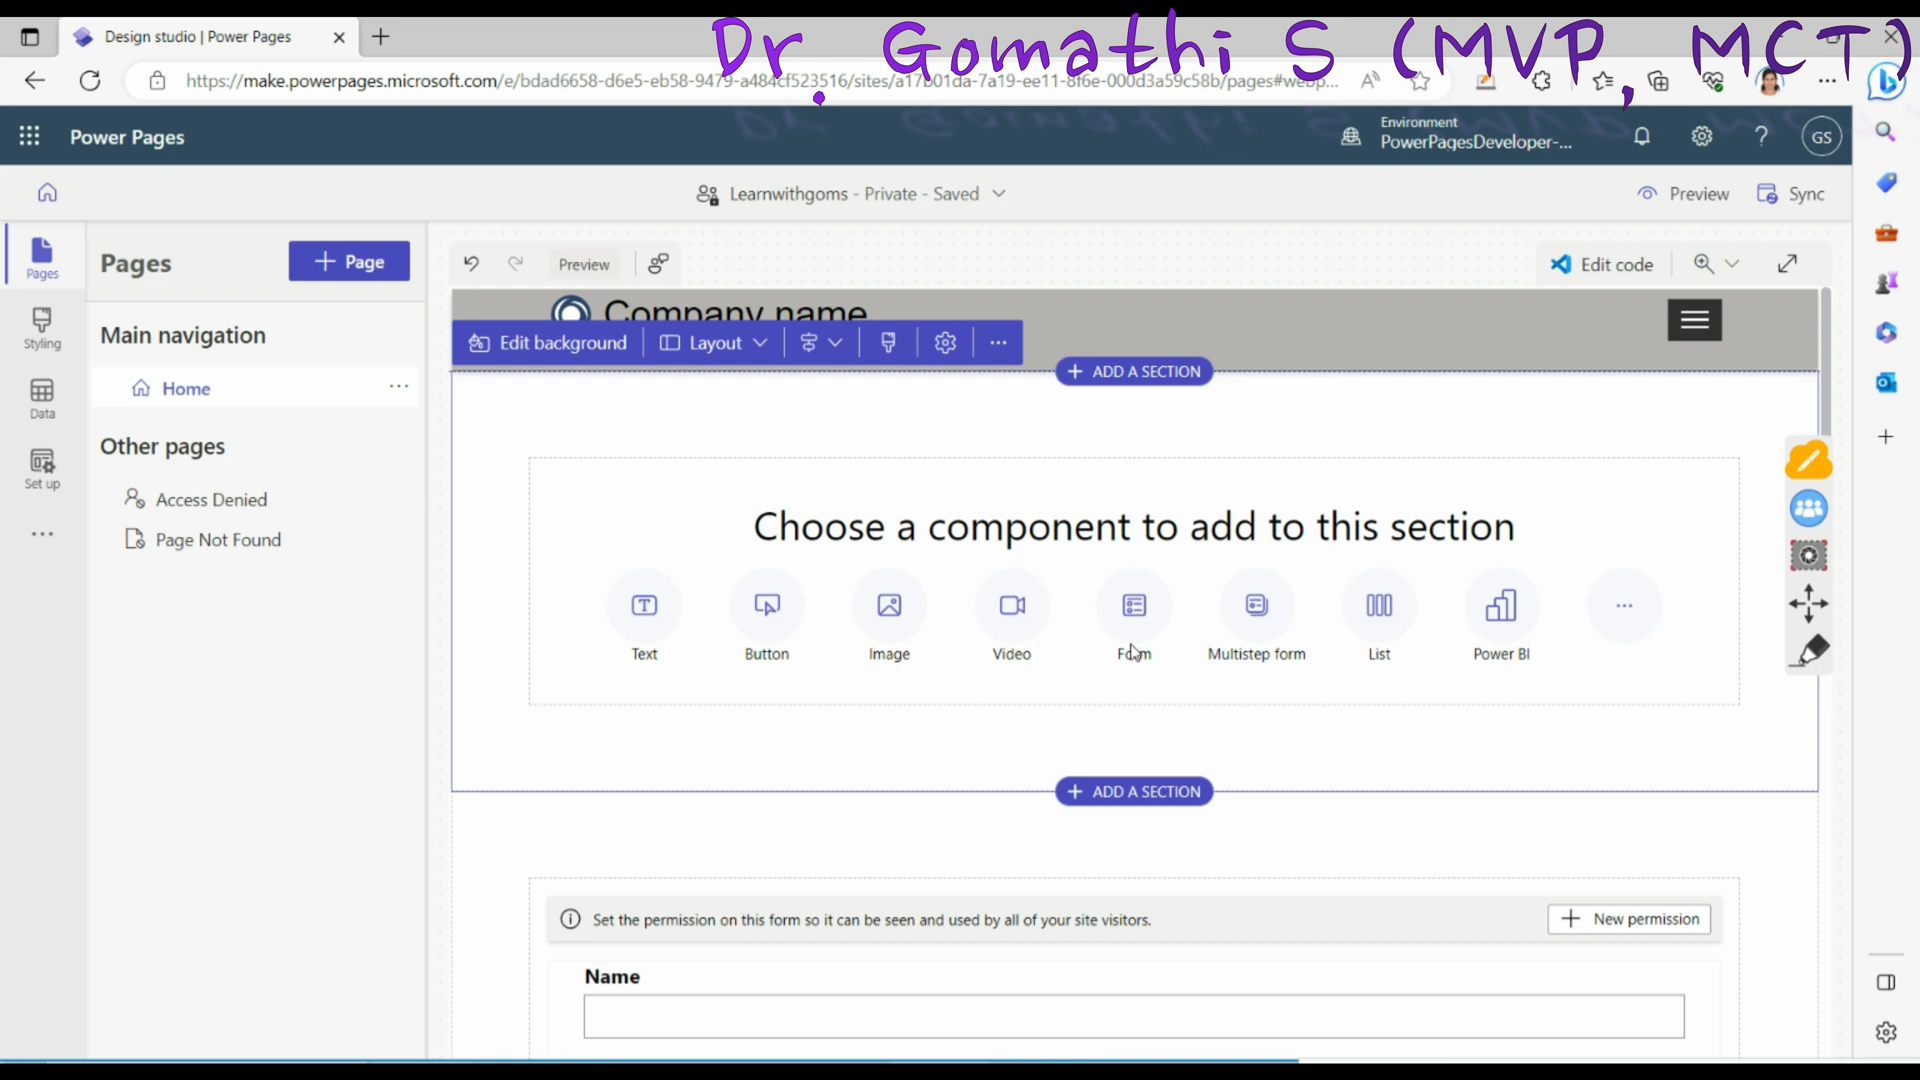 Dr. Gomathi S (MVP, MCT)
Design studio | Power Pages
https://make.powerpages.microsoft.com/e/bdad6658-d6e5-eb58-9479-a484cf523516/sites/a17b01da-7a19-ee11-8f6e-000d3a59c58b/pages#webp...
Power Pages
Environment
PowerPagesDeveloper-...
GS
Learnwithgoms - Private - Saved
Preview
Sync
Pages
Styling
Data
Set up
Pages
+ Page
Main navigation
Home
Other pages
Access Denied
Page Not Found
Preview
Edit code
Company name
Edit background
Layout
+ ADD A SECTION
Choose a component to add to this section
Text
Button
Image
Video
Form
Multistep form
List
Power BI
+ ADD A SECTION
Set the permission on this form so it can be seen and used by all of your site visitors.
+ New permission
Name